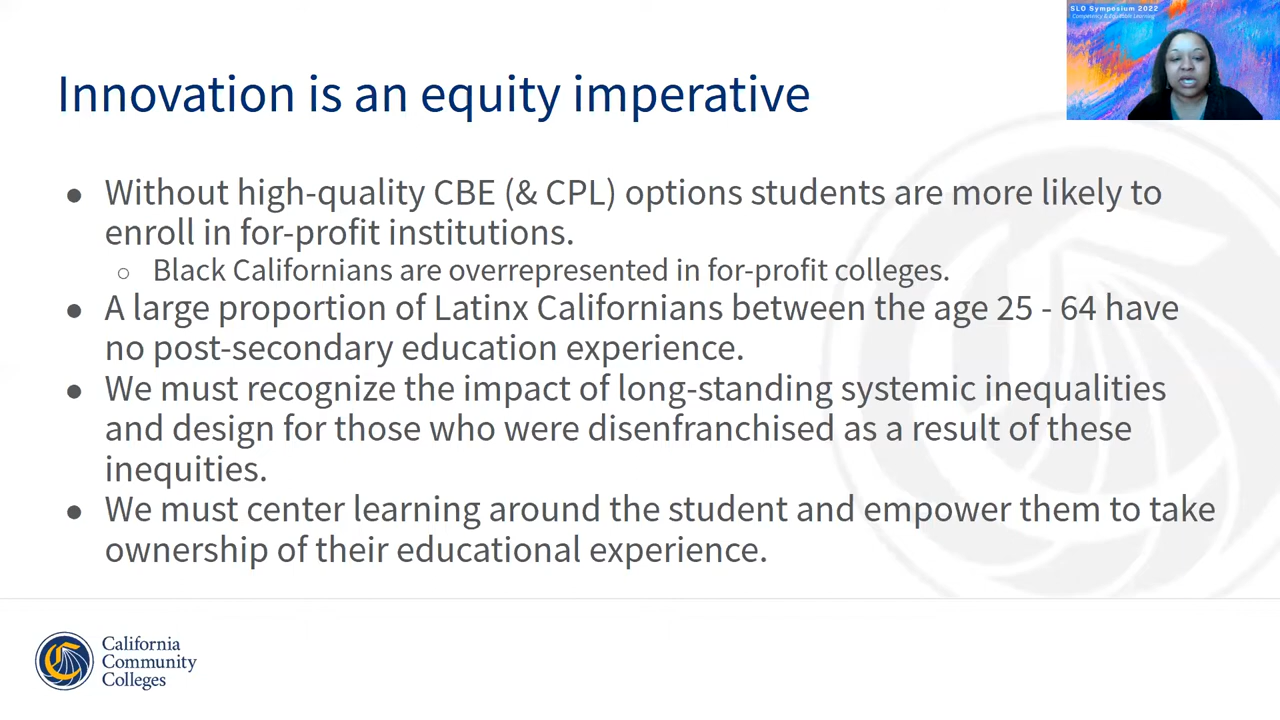 SLO Symposium 2022
Competency & Equitable Learning
Innovation is an equity imperative
● Without high-quality CBE (& CPL) options students are more likely to
enroll in for-profit institutions.
○ Black Californians are overrepresented in for-profit colleges.
● A large proportion of Latinx Californians between the age 25 - 64 have
no post-secondary education experience.
● We must recognize the impact of long-standing systemic inequalities
and design for those who were disenfranchised as a result of these
inequities.
● We must center learning around the student and empower them to take
ownership of their educational experience.
California
Community
Colleges